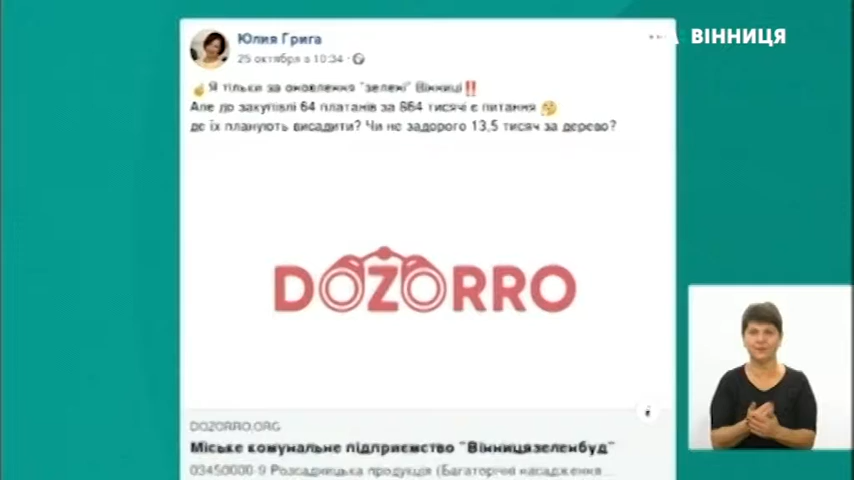 ВІННИЦЯ
Юлия Грига
25 октября в 10:34
Я тільки за оновлення "зелені" Вінниці‼
Але до закупівлі 64 платанів за 864 тисячі є питання
де їх планують висадити? Чи не задорого 13,5 тисяч за дерево?
DOZORRO
DOZORRO.ORG
Міське комунальне підприємство "Вінницязеленбуд"
03450000-9 Розсадницька продукція (Багаторічні насадження...